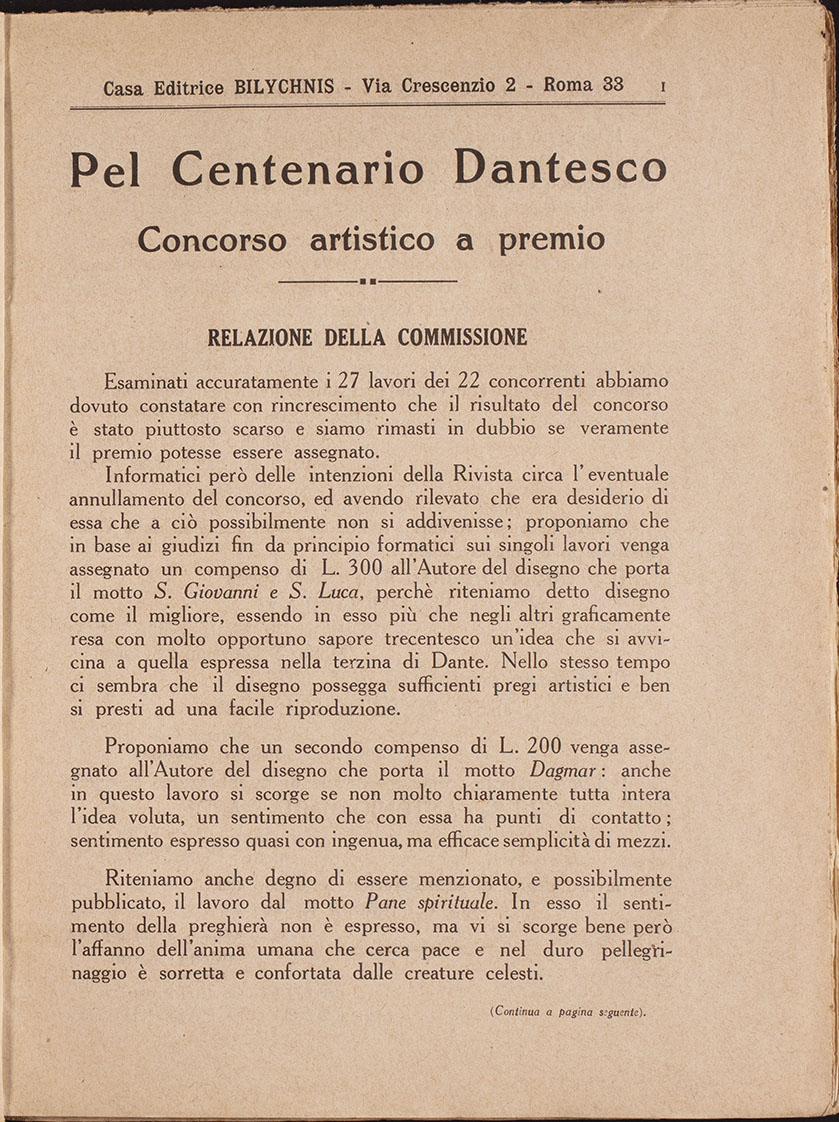 Casa Editrice BILYCHNIS - Via Crescenzio 2 - Roma 33 I
Pel Centenario Dantesco
Concorso artistico a premio
RELAZIONE DELLA COMMISSIONE
Esaminati accuratamente i 27 lavori dei 22 concorrenti abbiamo
dovuto constatare con rincrescimento che il risultato del concorso
è stato piuttosto scarso e siamo rimasti in dubbio se veramente
il premio potesse essere assegnato.
Informatici però delle intenzioni della Rivista circa l'eventuale
annullamento del concorso, ed avendo rilevato che era desiderio di
essa che a ciò possibilmente non si addivenisse; proponiamo che
in base ai giudizi fin da principio formatici sui singoli lavori venga
assegnato un compenso di L. 300 all'Autore del disegno che porta
il motto S. Giovanni e S. Luca, perchè riteniamo detto disegno
come il migliore, essendo in esso più che negli altri graficamente
resa con molto opportuno sapore trecentesco un'idea che si avvi-
cina a quella espressa nella terzina di Dante. Nello stesso tempo
ci sembra che il disegno possegga sufficienti pregi artistici e ben
si presti ad una facile riproduzione.
Proponiamo che un secondo compenso di L. 200 venga asse-
gnato all'Autore del disegno che porta il motto Dagmar: anche
in questo lavoro si scorge se non molto chiaramente tutta intera
l'idea voluta, un sentimento che con essa ha punti di contatto;
sentimento espresso quasi con ingenua, ma efficace semplicità di mezzi.
Riteniamo anche degno di essere menzionato, e possibilmente
pubblicato, il lavoro dal motto Pane spirituale. In esso il senti-
mento della preghierà non è espresso, ma vi si scorge bene però
l'affanno dell'anima umana che cerca pace e nel duro pellegri-
naggio è sorretta e confortata dalle creature celesti.
(Continua a pagina seguente).